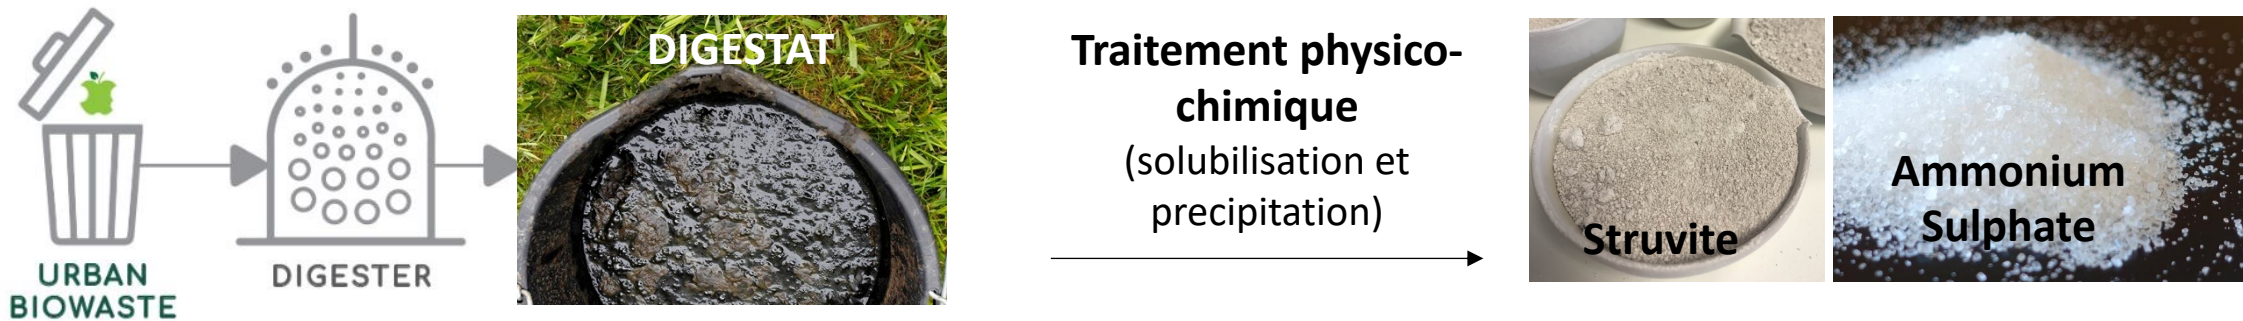 URBAN
BIOWASTE
DIGESTER
DIGESTAT
Traitement physico-
chimique
(solubilisation et
precipitation)
Struvite
Ammonium
Sulphate